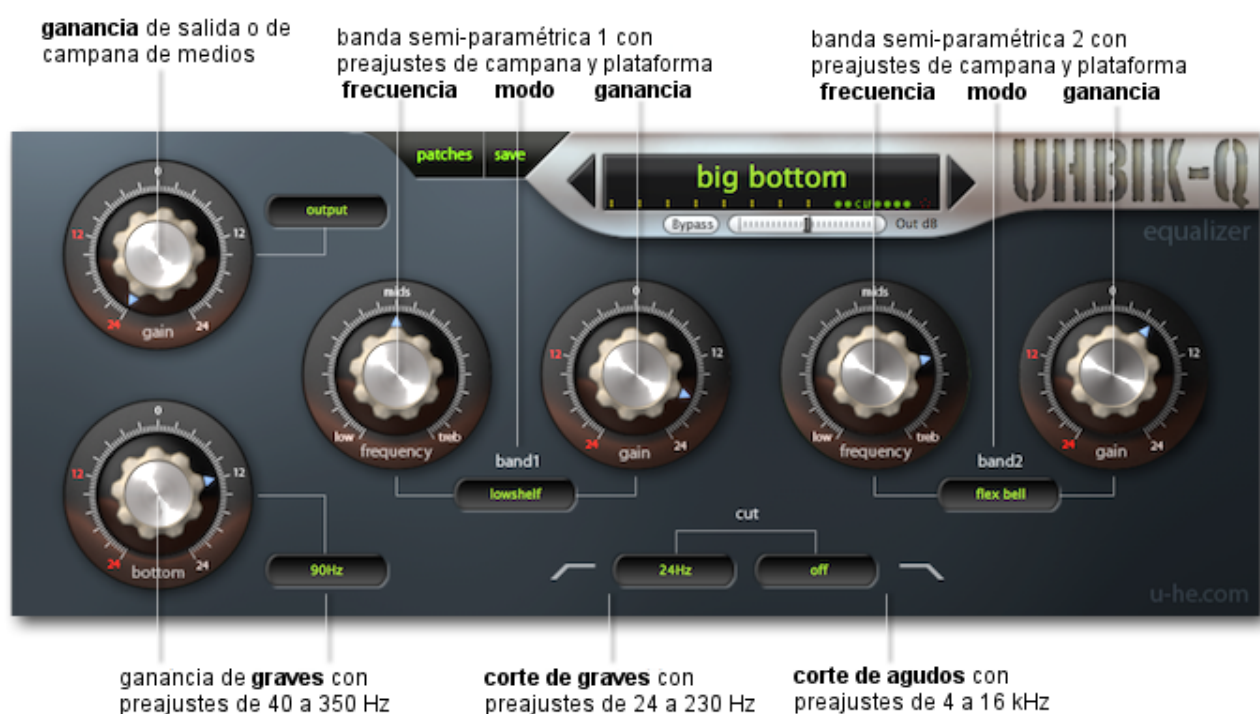 ganancia de salida o de
campana de medios
banda semi-paramétrica 1 con
preajustes de campana y plataforma
frecuencia modo ganancia
banda semi-paramétrica 2 con
preajustes de campana y plataforma
frecuencia modo ganancia
patches save
big bottom
C LF
Bypass Out dB
UHBIK-Q
equalizer
0
12 12
24 24
gain
output
mids
low treb
frequency
band1
lowshelf
0
12 12
24 24
gain
mids
low treb
frequency
band2
flex bell
0
12 12
24 24
gain
0
12 12
24 24
bottom
90Hz
cut
24Hz off
u-he.com
ganancia de graves con
preajustes de 40 a 350 Hz
corte de graves con
preajustes de 24 a 230 Hz
corte de agudos con
preajustes de 4 a 16 kHz